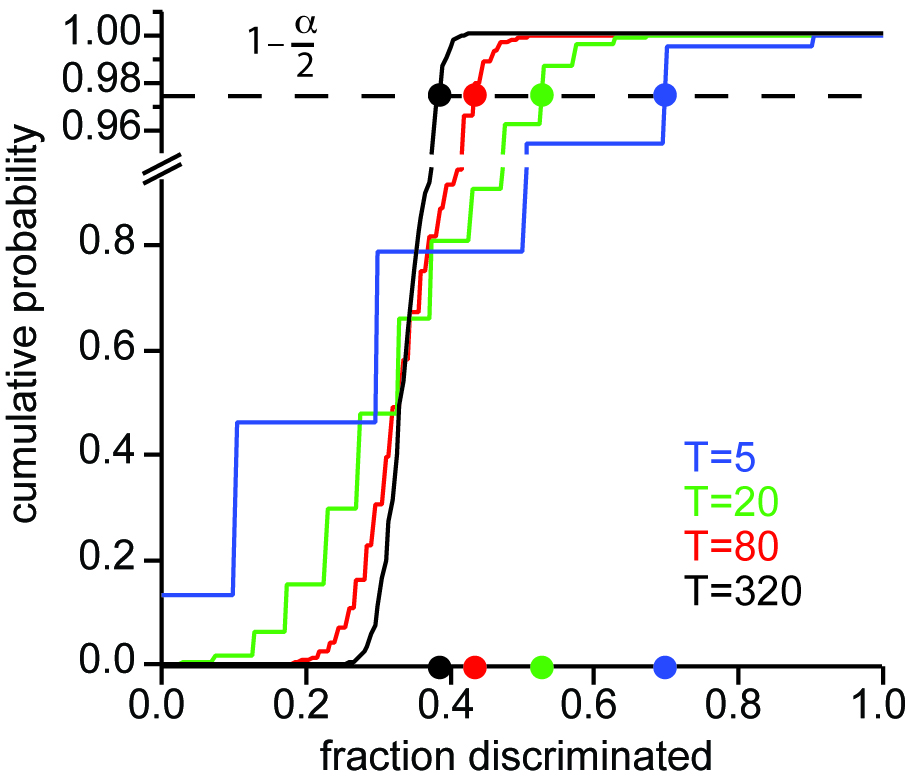 1.00
0.98
0.96
0.8
0.6
0.4
0.2
0.0
cumulative probability
1−α/2
T=5
T=20
T=80
T=320
0.0 0.2 0.4 0.6 0.8 1.0
fraction discriminated